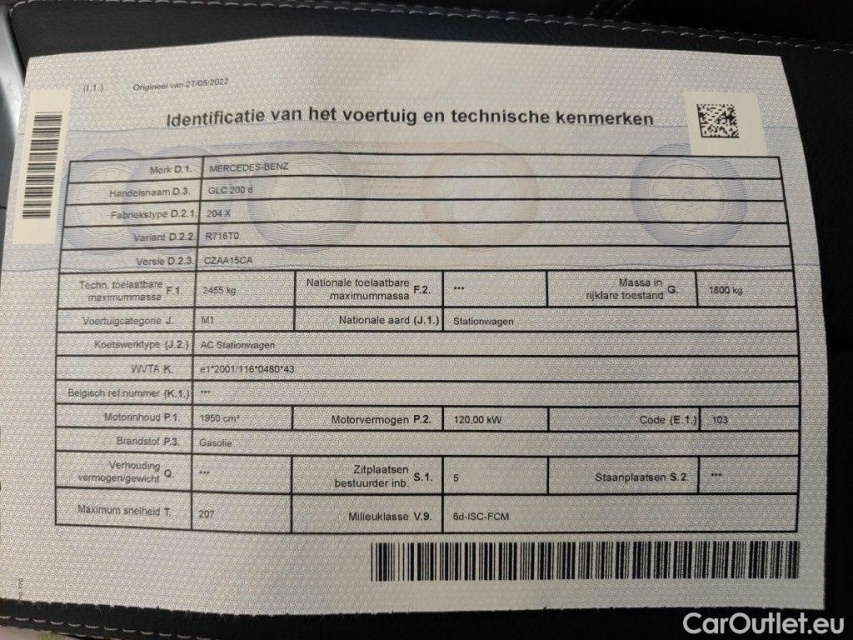 (I.1.) Origineel van 27/05/2022
Identificatie van het voertuig en technische kenmerken
Merk D.1. MERCEDES-BENZ
Handelsnaam D.3. GLC 200 d
Fabriekstype D.2.1. 204 X
Variant D.2.2. R716T0
Versie D.2.3. CZAA15CA
Techn. toelaatbare maximummassa F.1. 2455 kg Nationale toelaatbare maximummassa F.2. *** Massa in rijklare toestand G. 1800 kg
Voertuigcategorie J. M1 Nationale aard (J.1.) Stationwagen
Koetswerktype (J.2.) AC Stationwagen
WVTA K. e1*2001/116*0480*43
Belgisch ref.nummer (K.1.) ***
Motorinhoud P.1. 1950 cm³ Motorvermogen P.2. 120,00 kW Code (E.1.) 103
Brandstof P.3. Gasolie
Verhouding vermogen/gewicht Q. *** Zitplaatsen bestuurder inb. S.1. 5 Staanplaatsen S.2. ***
Maximum snelheid T. 207 Milieuklasse V.9. 6d-ISC-FCM
CarOutlet.eu